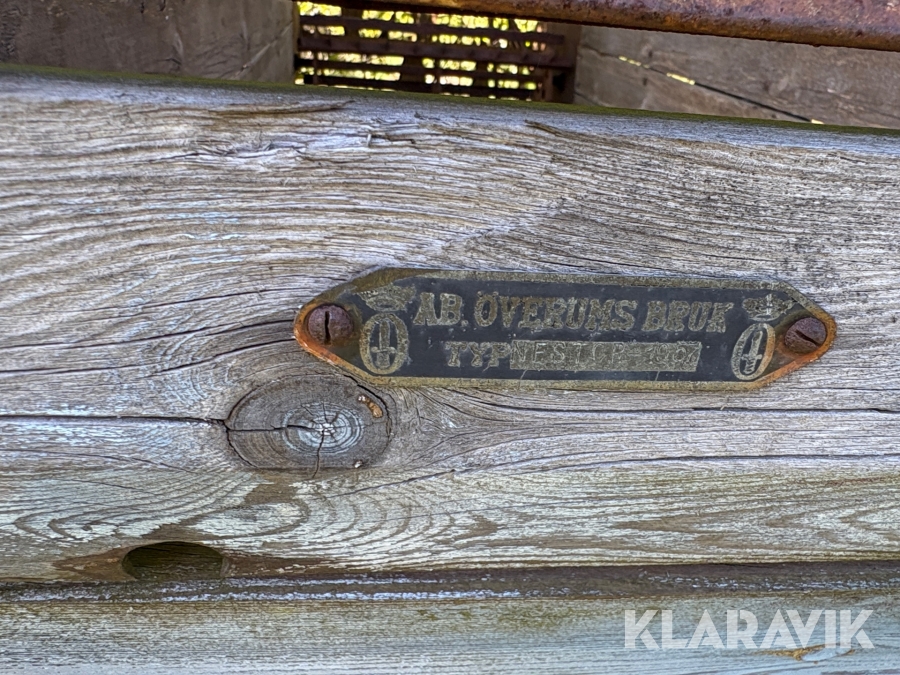 AB. ÖVERUMS BRUK
TYP
KLARAVIK